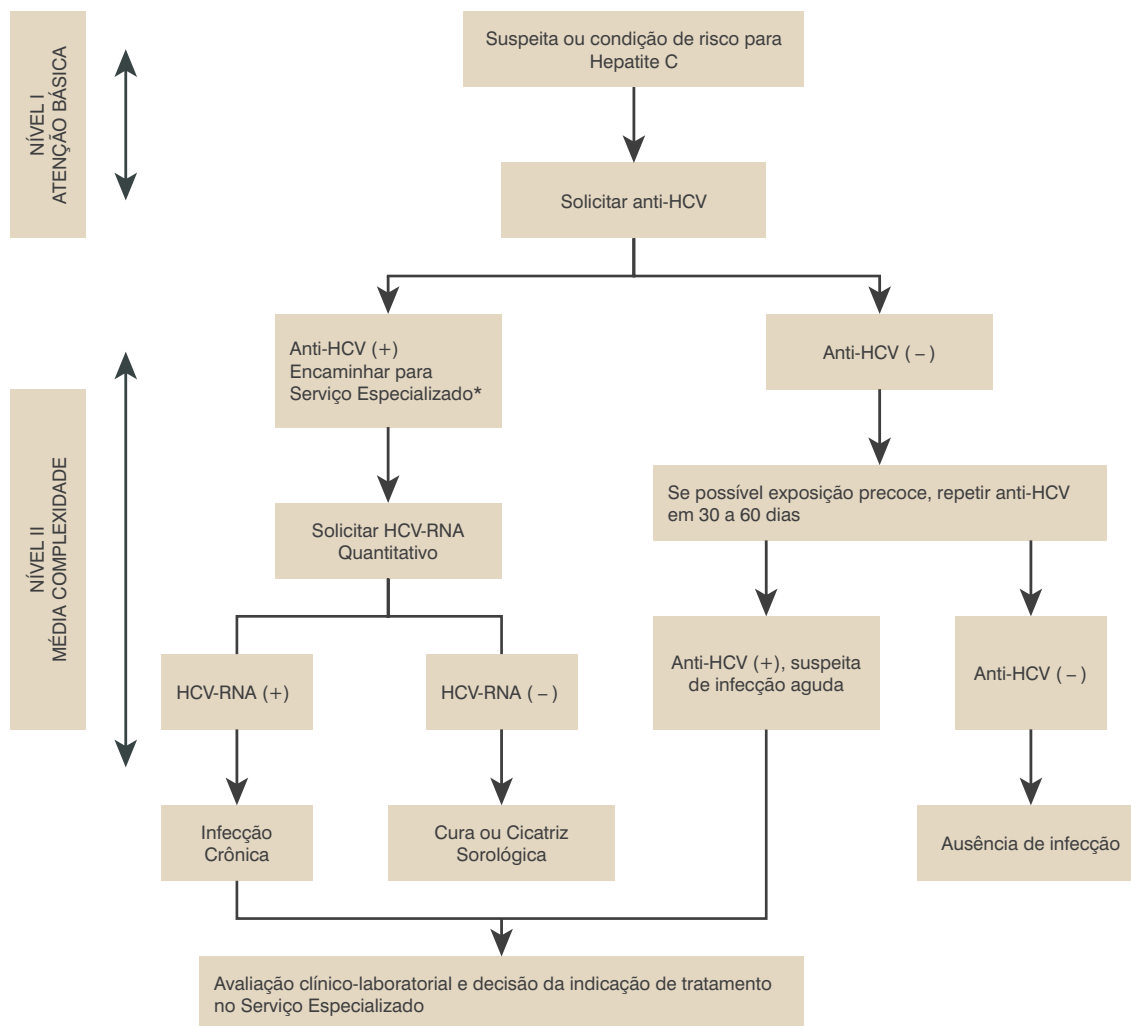 NÍVEL I
ATENÇÃO BÁSICA
Suspeita ou condição de risco para
Hepatite C
Solicitar anti-HCV
NÍVEL II
MÉDIA COMPLEXIDADE
Anti-HCV (+)
Encaminhar para
Serviço Especializado*
Anti-HCV ( – )
Solicitar HCV-RNA
Quantitativo
Se possível exposição precoce, repetir anti-HCV
em 30 a 60 dias
HCV-RNA (+)
HCV-RNA ( – )
Anti-HCV (+), suspeita
de infecção aguda
Anti-HCV ( – )
Infecção
Crônica
Cura ou Cicatriz
Sorológica
Ausência de infecção
Avaliação clínico-laboratorial e decisão da indicação de tratamento
no Serviço Especializado